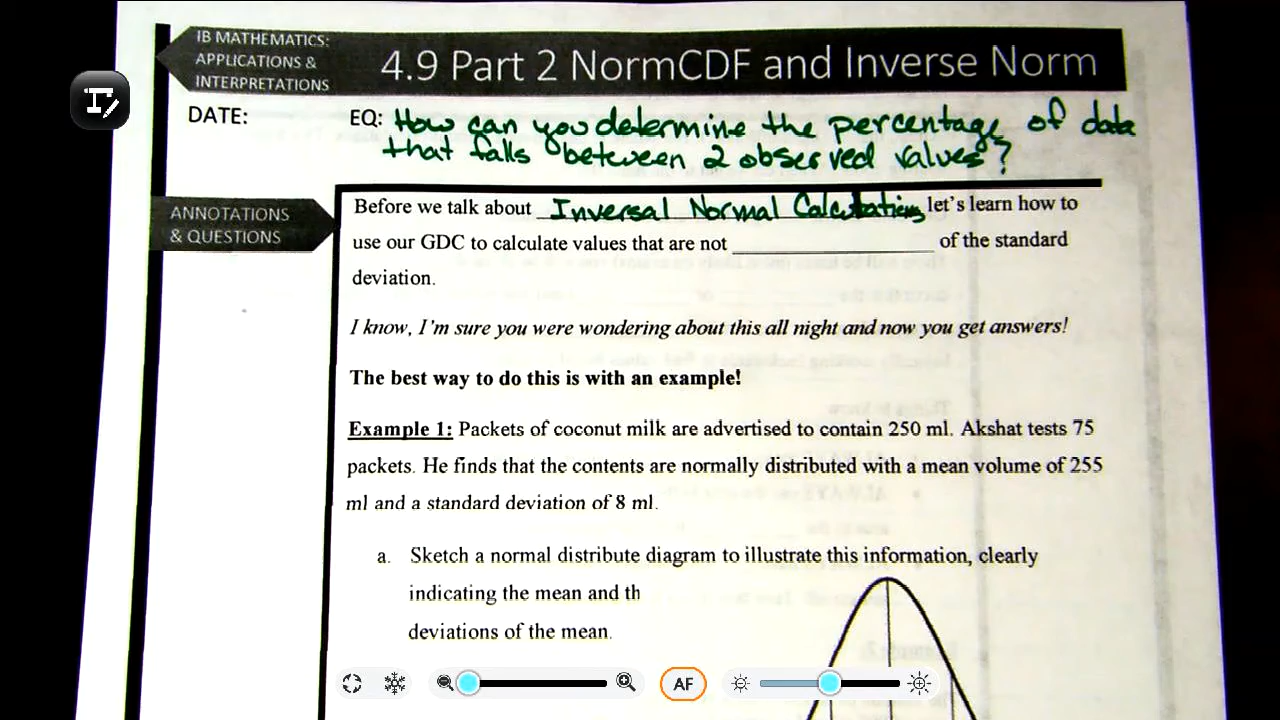 IB MATHEMATICS:
APPLICATIONS &
INTERPRETATIONS
4.9 Part 2 NormCDF and Inverse Norm
DATE:
EQ: How can you determine the percentage of data
that falls between 2 observed values?
ANNOTATIONS
& QUESTIONS
Before we talk about Inversal Normal Calculations let's learn how to
use our GDC to calculate values that are not ____________________ of the standard
deviation.
I know, I'm sure you were wondering about this all night and now you get answers!
The best way to do this is with an example!
Example 1: Packets of coconut milk are advertised to contain 250 ml. Akshat tests 75
packets. He finds that the contents are normally distributed with a mean volume of 255
ml and a standard deviation of 8 ml.
a. Sketch a normal distribute diagram to illustrate this information, clearly
indicating the mean and th
deviations of the mean.
AF